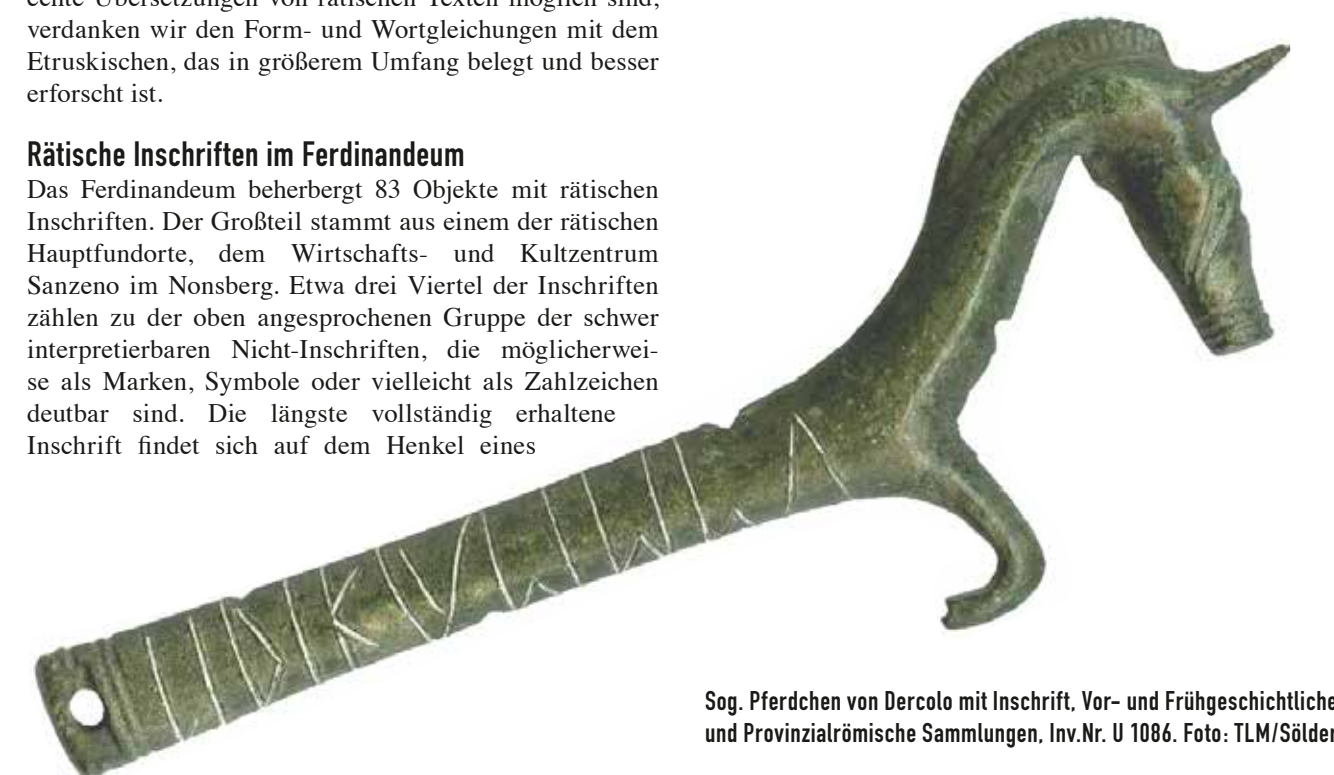 echte Übersetzungen von rätischen Texten möglich sind,
verdanken wir den Form- und Wortgleichungen mit dem
Etruskischen, das in größerem Umfang belegt und besser
erforscht ist.
Rätische Inschriften im Ferdinandeum
Das Ferdinandeum beherbergt 83 Objekte mit rätischen
Inschriften. Der Großteil stammt aus einem der rätischen
Hauptfundorte, dem Wirtschafts- und Kultzentrum
Sanzeno im Nonsberg. Etwa drei Viertel der Inschriften
zählen zu der oben angesprochenen Gruppe der schwer
interpretierbaren Nicht-Inschriften, die möglicherwei-
se als Marken, Symbole oder vielleicht als Zahlzeichen
deutbar sind. Die längste vollständig erhaltene
Inschrift findet sich auf dem Henkel eines
Sog. Pferdchen von Dercolo mit Inschrift, Vor- und Frühgeschichtliche
und Provinzialrömische Sammlungen, Inv.Nr. U 1086. Foto: TLM/Sölder